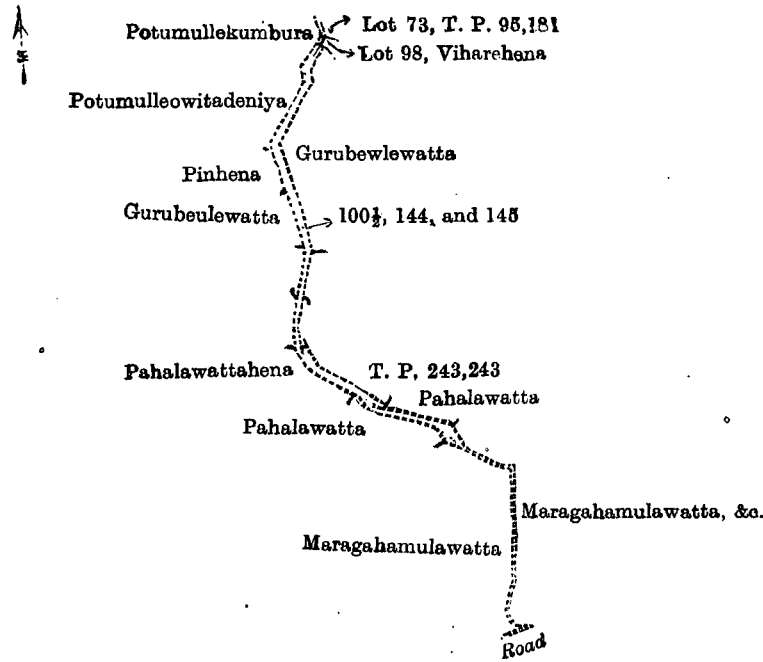 Potumullekumbura
Lot 73, T. P. 95,181
Lot 98, Viharehena
Potumulleowitadeniya
Gurubewlewatta
Pinhena
Gurubeulewatta
100½, 144, and 145
Pahalawattahena
T. P. 243,243
Pahalawatta
Pahalawatta
Maragahamulawatta, &c.
Maragahamulawatta
Road